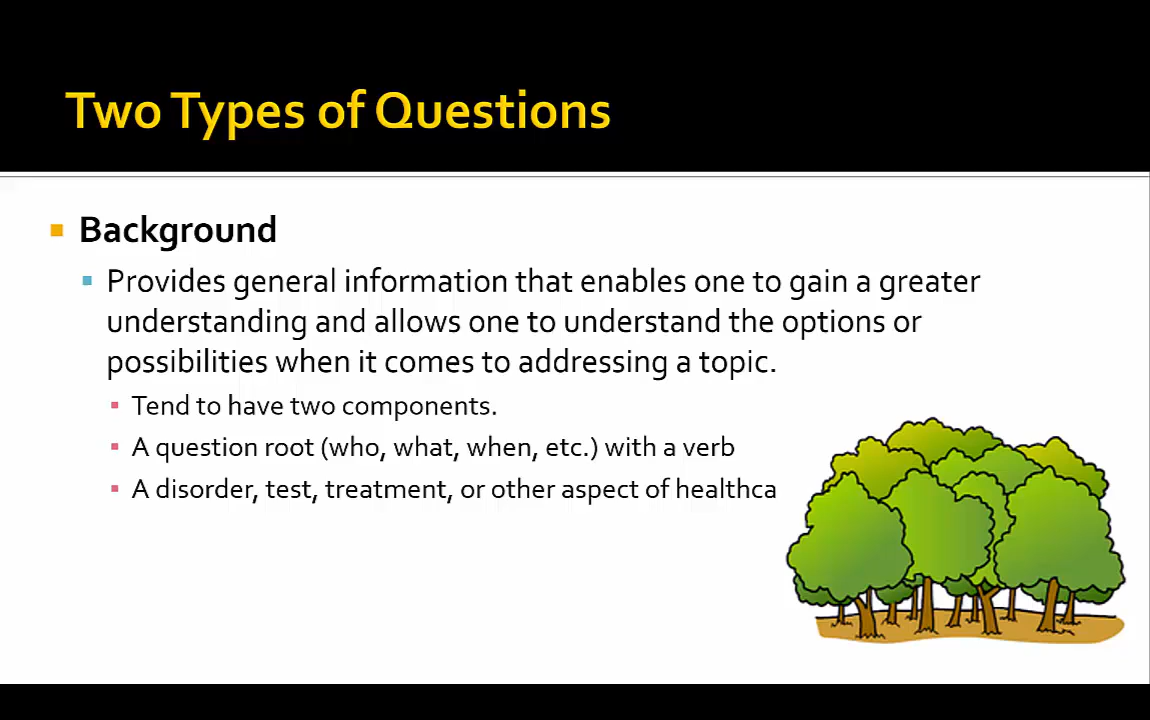 Two Types of Questions
Background
Provides general information that enables one to gain a greater
understanding and allows one to understand the options or
possibilities when it comes to addressing a topic.
Tend to have two components.
A question root (who, what, when, etc.) with a verb
A disorder, test, treatment, or other aspect of healthca